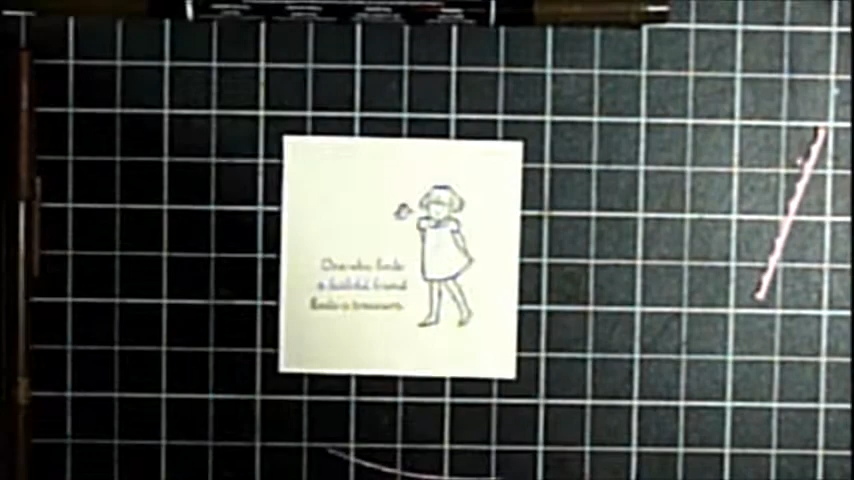 One who finds
a faithful friend
finds a treasure